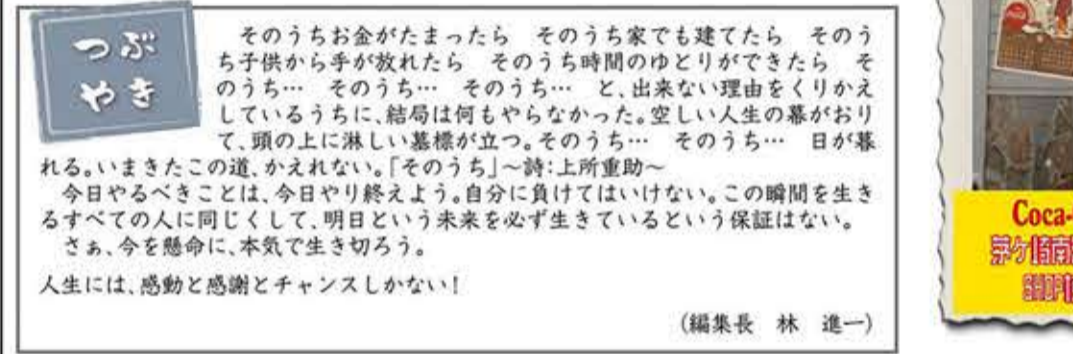 つぶ
やき
そのうちお金がたまったら　そのうち家でも建てたら　そのう
ち子供から手が放れたら　そのうち時間のゆとりができたら　そ
のうち…　そのうち…　そのうち…　と、出来ない理由をくりかえ
しているうちに、結局は何もやらなかった。空しい人生の幕がおり
て、頭の上に淋しい墓標が立つ。そのうち…　そのうち…　日が暮
れる。いまきたこの道、かえれない。「そのうち」～詩：上所重助～
今日やるべきことは、今日やり終えよう。自分に負けてはいけない。この瞬間を生き
るすべての人に同じくして、明日という未来を必ず生きているという保証はない。
さぁ、今を懸命に、本気で生き切ろう。
人生には、感動と感謝とチャンスしかない！
（編集長　林　進一）
Coca-
茅ケ崎南
SHOP